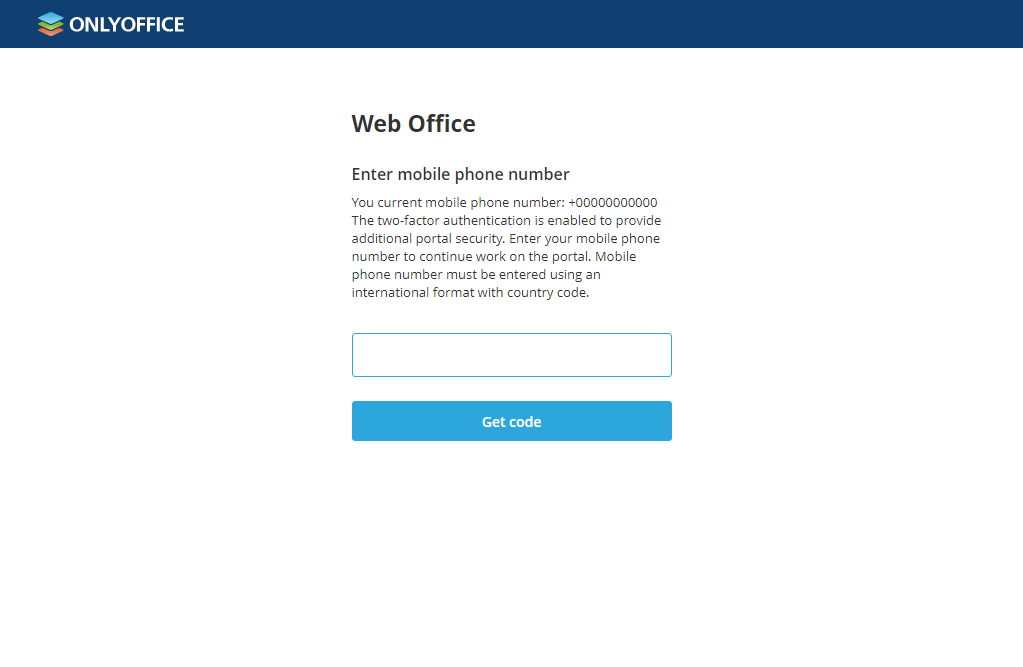 ONLYOFFICE
Web Office
Enter mobile phone number
You current mobile phone number: +00000000000
The two-factor authentication is enabled to provide
additional portal security. Enter your mobile phone
number to continue work on the portal. Mobile
phone number must be entered using an
international format with country code.
Get code